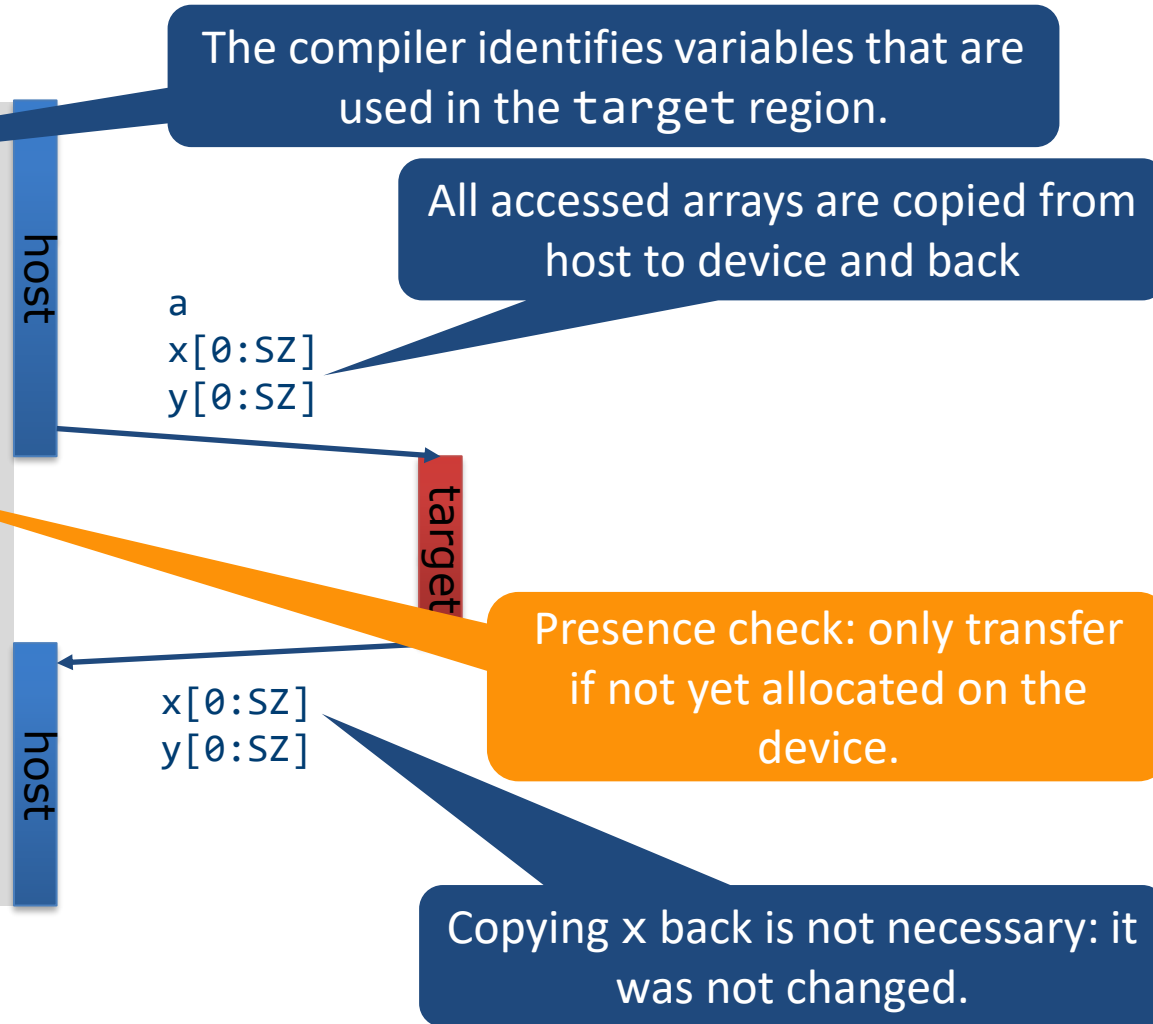 The compiler identifies variables that are
used in the target region.
All accessed arrays are copied from
host to device and back
host
a
x[0:SZ]
y[0:SZ]
target
Presence check: only transfer
if not yet allocated on the
device.
x[0:SZ]
y[0:SZ]
host
Copying x back is not necessary: it
was not changed.